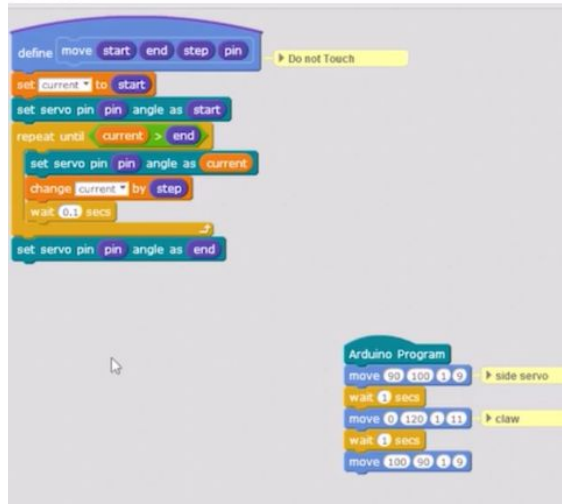 define move start end step pin
Do not Touch
set current to start
set servo pin pin angle as start
repeat until current > end
set servo pin pin angle as current
change current by step
wait 0.1 secs
set servo pin pin angle as end
Arduino Program
move 90 100 1 9
side servo
wait 1 secs
move 0 120 1 11
claw
wait 1 secs
move 100 90 1 9